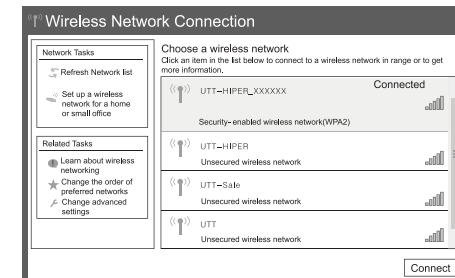 Wireless Network Connection
Network Tasks
Refresh Network list
Set up a wireless
network for a home
or small office
Related Tasks
Learn about wireless
networking
Change the order of
preferred networks
Change advanced
settings
Choose a wireless network
Click an item in the list below to connect to a wireless network in range or to get
more information.
UTT-HIPER_XXXXXX
Connected
Security-enabled wireless network(WPA2)
UTT-HIPER
Unsecured wireless network
UTT-Sale
Unsecured wireless network
UTT
Unsecured wireless network
Connect